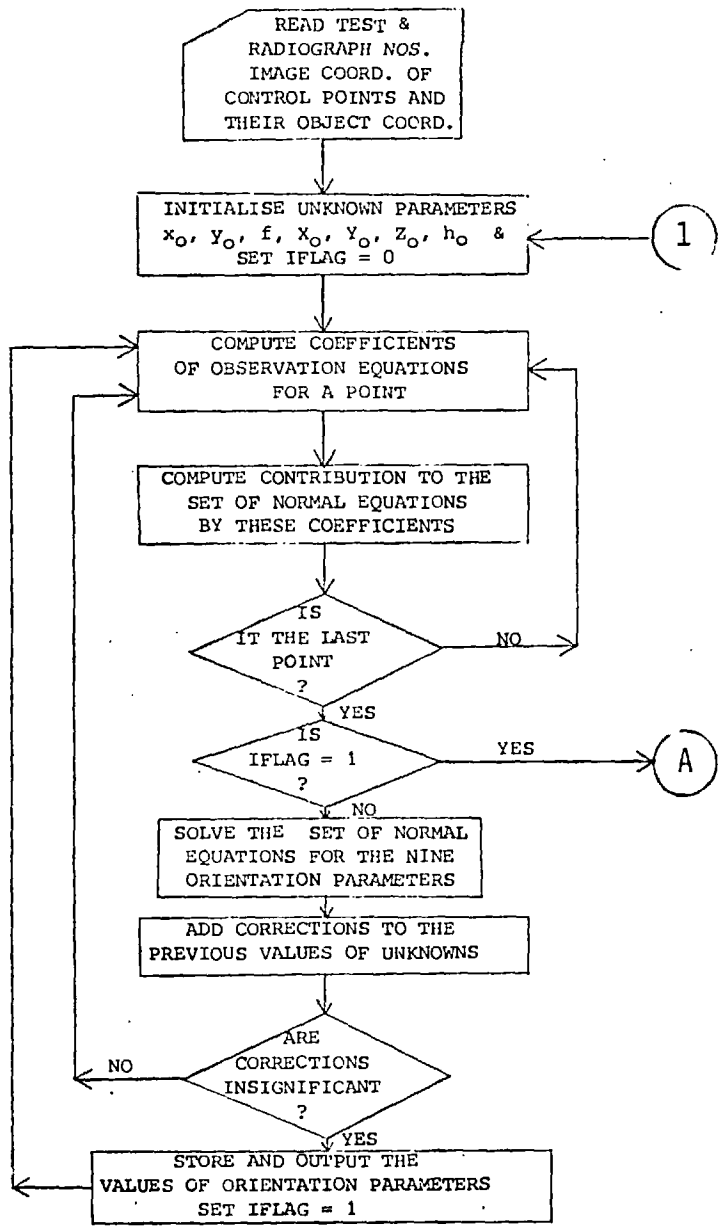 READ TEST &
RADIOGRAPH NOS.
IMAGE COORD. OF
CONTROL POINTS AND
THEIR OBJECT COORD.
INITIALISE UNKNOWN PARAMETERS
xo, yo, f, Xo, Yo, Zo, ho &
SET IFLAG = 0
1
COMPUTE COEFFICIENTS
OF OBSERVATION EQUATIONS
FOR A POINT
COMPUTE CONTRIBUTION TO THE
SET OF NORMAL EQUATIONS
BY THESE COEFFICIENTS
IS
IT THE LAST
POINT
?
NO
YES
IS
IFLAG = 1
?
YES
A
NO
SOLVE THE SET OF NORMAL
EQUATIONS FOR THE NINE
ORIENTATION PARAMETERS
ADD CORRECTIONS TO THE
PREVIOUS VALUES OF UNKNOWNS
ARE
CORRECTIONS
INSIGNIFICANT
?
NO
YES
STORE AND OUTPUT THE
VALUES OF ORIENTATION PARAMETERS
SET IFLAG = 1